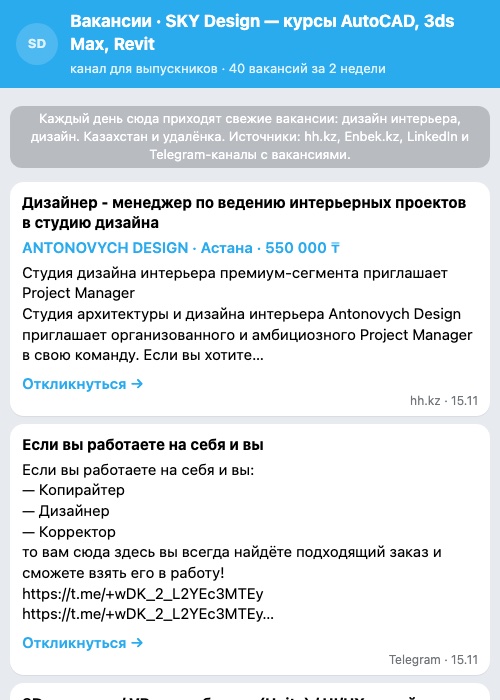 SD
Вакансии · SKY Design — курсы AutoCAD, 3ds
Max, Revit
канал для выпускников · 40 вакансий за 2 недели
Каждый день сюда приходят свежие вакансии: дизайн интерьера,
дизайн. Казахстан и удалёнка. Источники: hh.kz, Enbek.kz, LinkedIn и
Telegram-каналы с вакансиями.
Дизайнер - менеджер по ведению интерьерных проектов
в студию дизайна
ANTONOVYCH DESIGN · Астана · 550 000 ₸
Студия дизайна интерьера премиум-сегмента приглашает
Project Manager
Студия архитектуры и дизайна интерьера Antonovych Design
приглашает организованного и амбициозного Project Manager
в свою команду. Если вы хотите...
Откликнуться →
hh.kz · 15.11
Если вы работаете на себя и вы
Если вы работаете на себя и вы:
— Копирайтер
— Дизайнер
— Корректор
то вам сюда здесь вы всегда найдёте подходящий заказ и
сможете взять его в работу!
https://t.me/+wDK_2_L2YEc3MTEy
https://t.me/+wDK_2_L2YEc3MTEy...
Откликнуться →
Telegram · 15.11